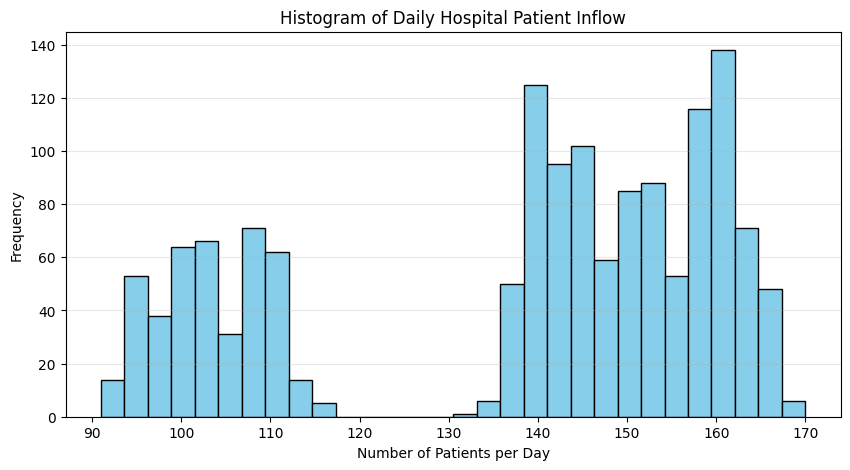 Histogram of Daily Hospital Patient Inflow
140
120
100
80
60
40
20
0
Frequency
90 100 110 120 130 140 150 160 170
Number of Patients per Day